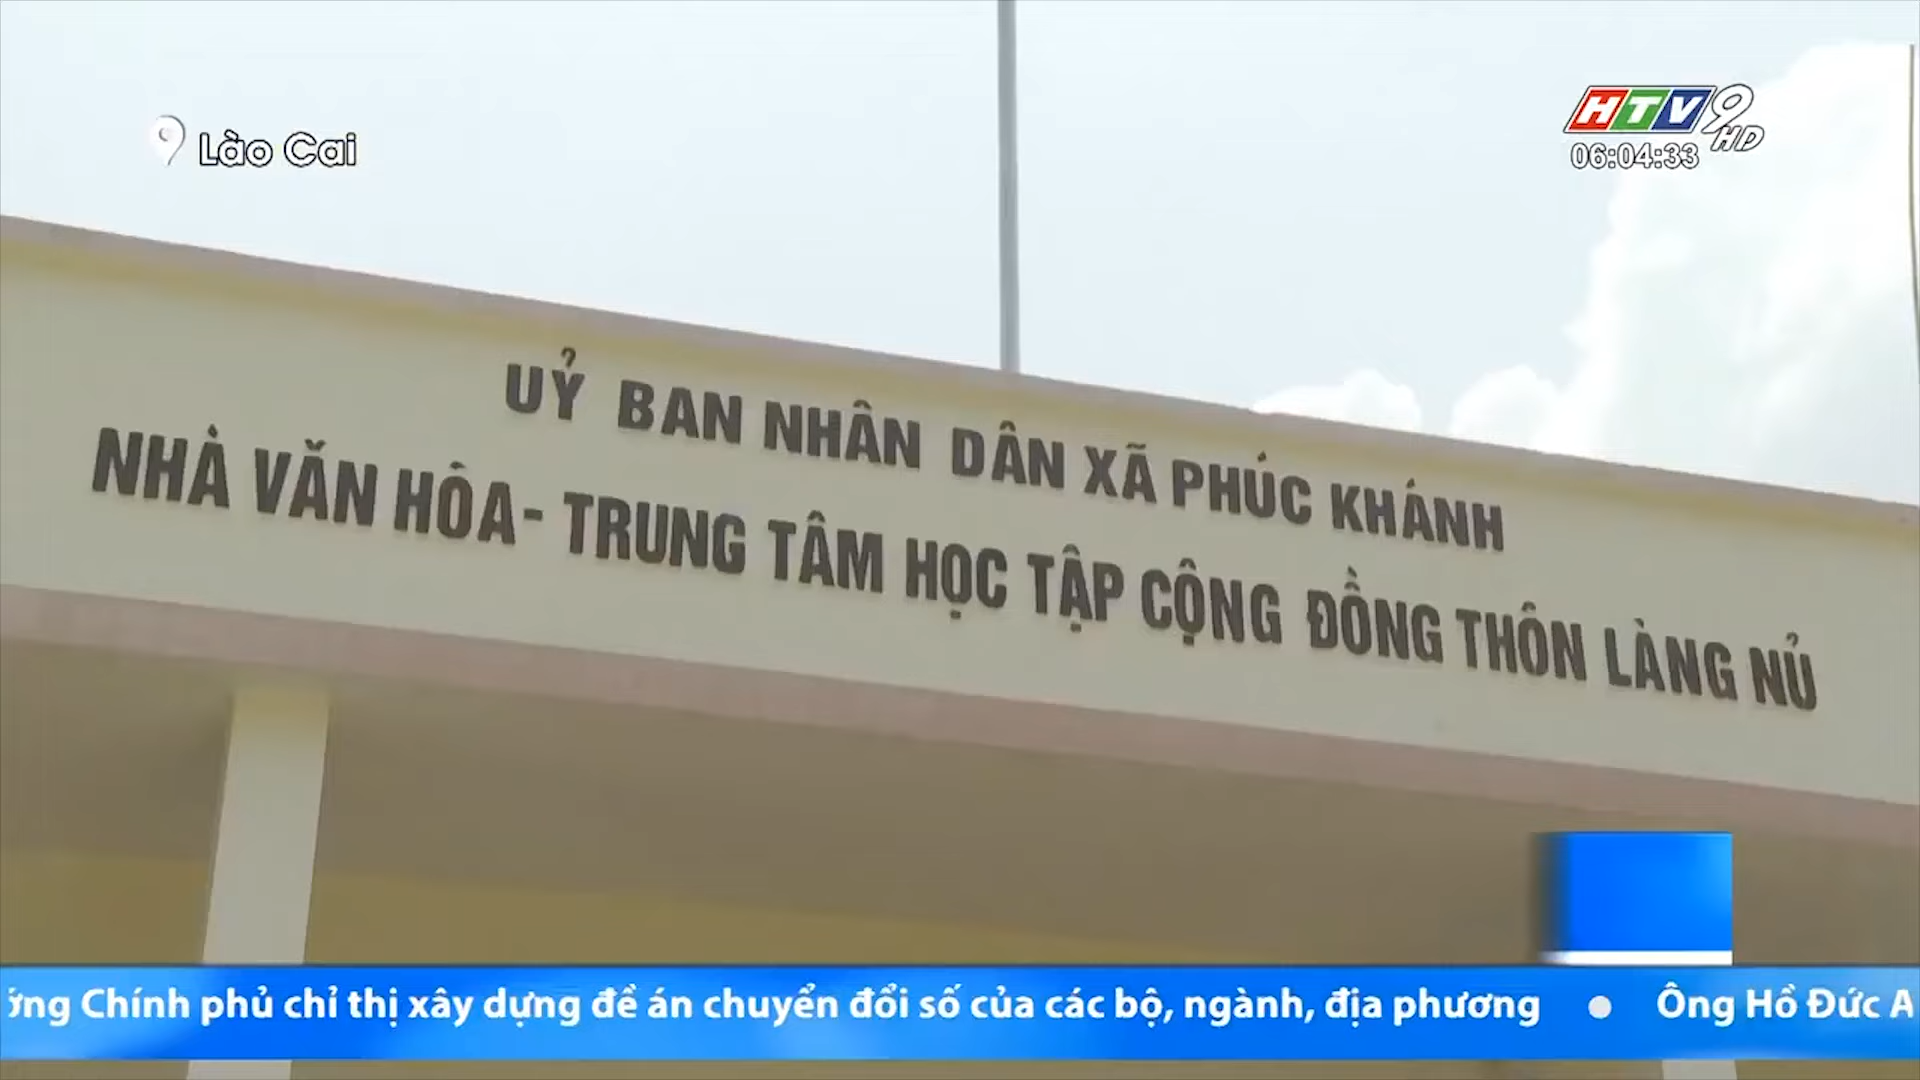 Lào Cai
HTV9
HD
06:04:33
UỶ BAN NHÂN DÂN XÃ PHÚC KHÁNH
NHÀ VĂN HÓA- TRUNG TÂM HỌC TẬP CỘNG ĐỒNG THÔN LÀNG NỦ
Chính phủ chỉ thị xây dựng đề án chuyển đổi số của các bộ, ngành, địa phương ● Ông Hồ Đức